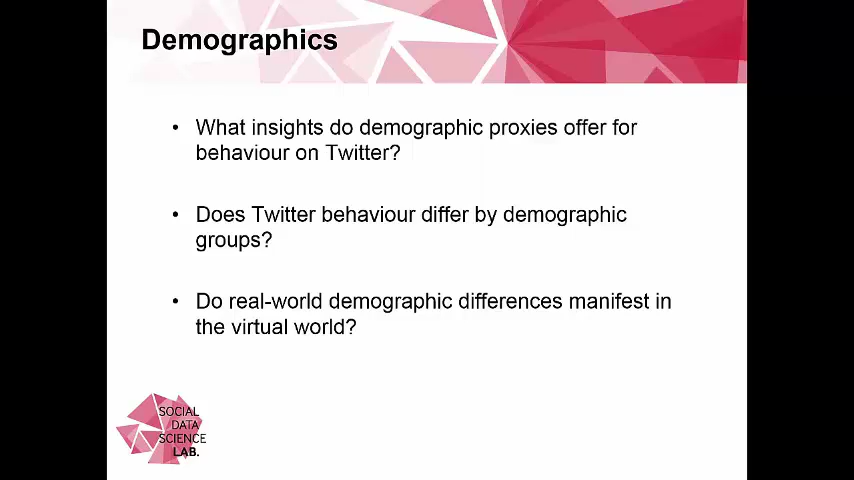 Demographics
• What insights do demographic proxies offer for
behaviour on Twitter?
• Does Twitter behaviour differ by demographic
groups?
• Do real-world demographic differences manifest in
the virtual world?
SOCIAL
DATA
SCIENCE
LAB.